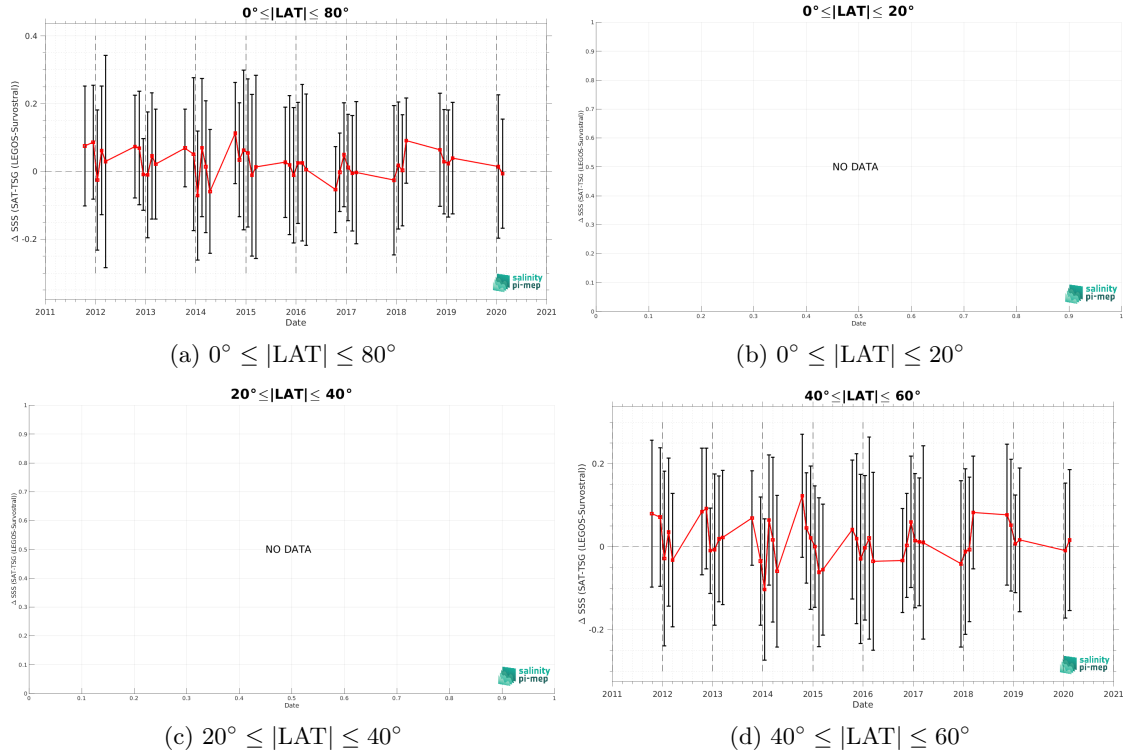 0°≤|LAT|≤ 80°
Δ SSS (SAT-TSG (LEGOS-Survostral))
0.4
0.2
0
-0.2
2011 2012 2013 2014 2015 2016 2017 2018 2019 2020 2021
Date
salinity
pi-mep
(a) 0° ≤ |LAT| ≤ 80°
0°≤|LAT|≤ 20°
Δ SSS (SAT-TSG (LEGOS-Survostral))
1
0.9
0.8
0.7
0.6
0.5
0.4
0.3
0.2
0.1
0
NO DATA
0 0.1 0.2 0.3 0.4 0.5 0.6 0.7 0.8 0.9 1
Date
salinity
pi-mep
(b) 0° ≤ |LAT| ≤ 20°
20°≤|LAT|≤ 40°
Δ SSS (SAT-TSG (LEGOS-Survostral))
1
0.9
0.8
0.7
0.6
0.5
0.4
0.3
0.2
0.1
0
NO DATA
0 0.1 0.2 0.3 0.4 0.5 0.6 0.7 0.8 0.9 1
Date
salinity
pi-mep
(c) 20° ≤ |LAT| ≤ 40°
40°≤|LAT|≤ 60°
Δ SSS (SAT-TSG (LEGOS-Survostral))
0.2
0
-0.2
2011 2012 2013 2014 2015 2016 2017 2018 2019 2020 2021
Date
salinity
pi-mep
(d) 40° ≤ |LAT| ≤ 60°